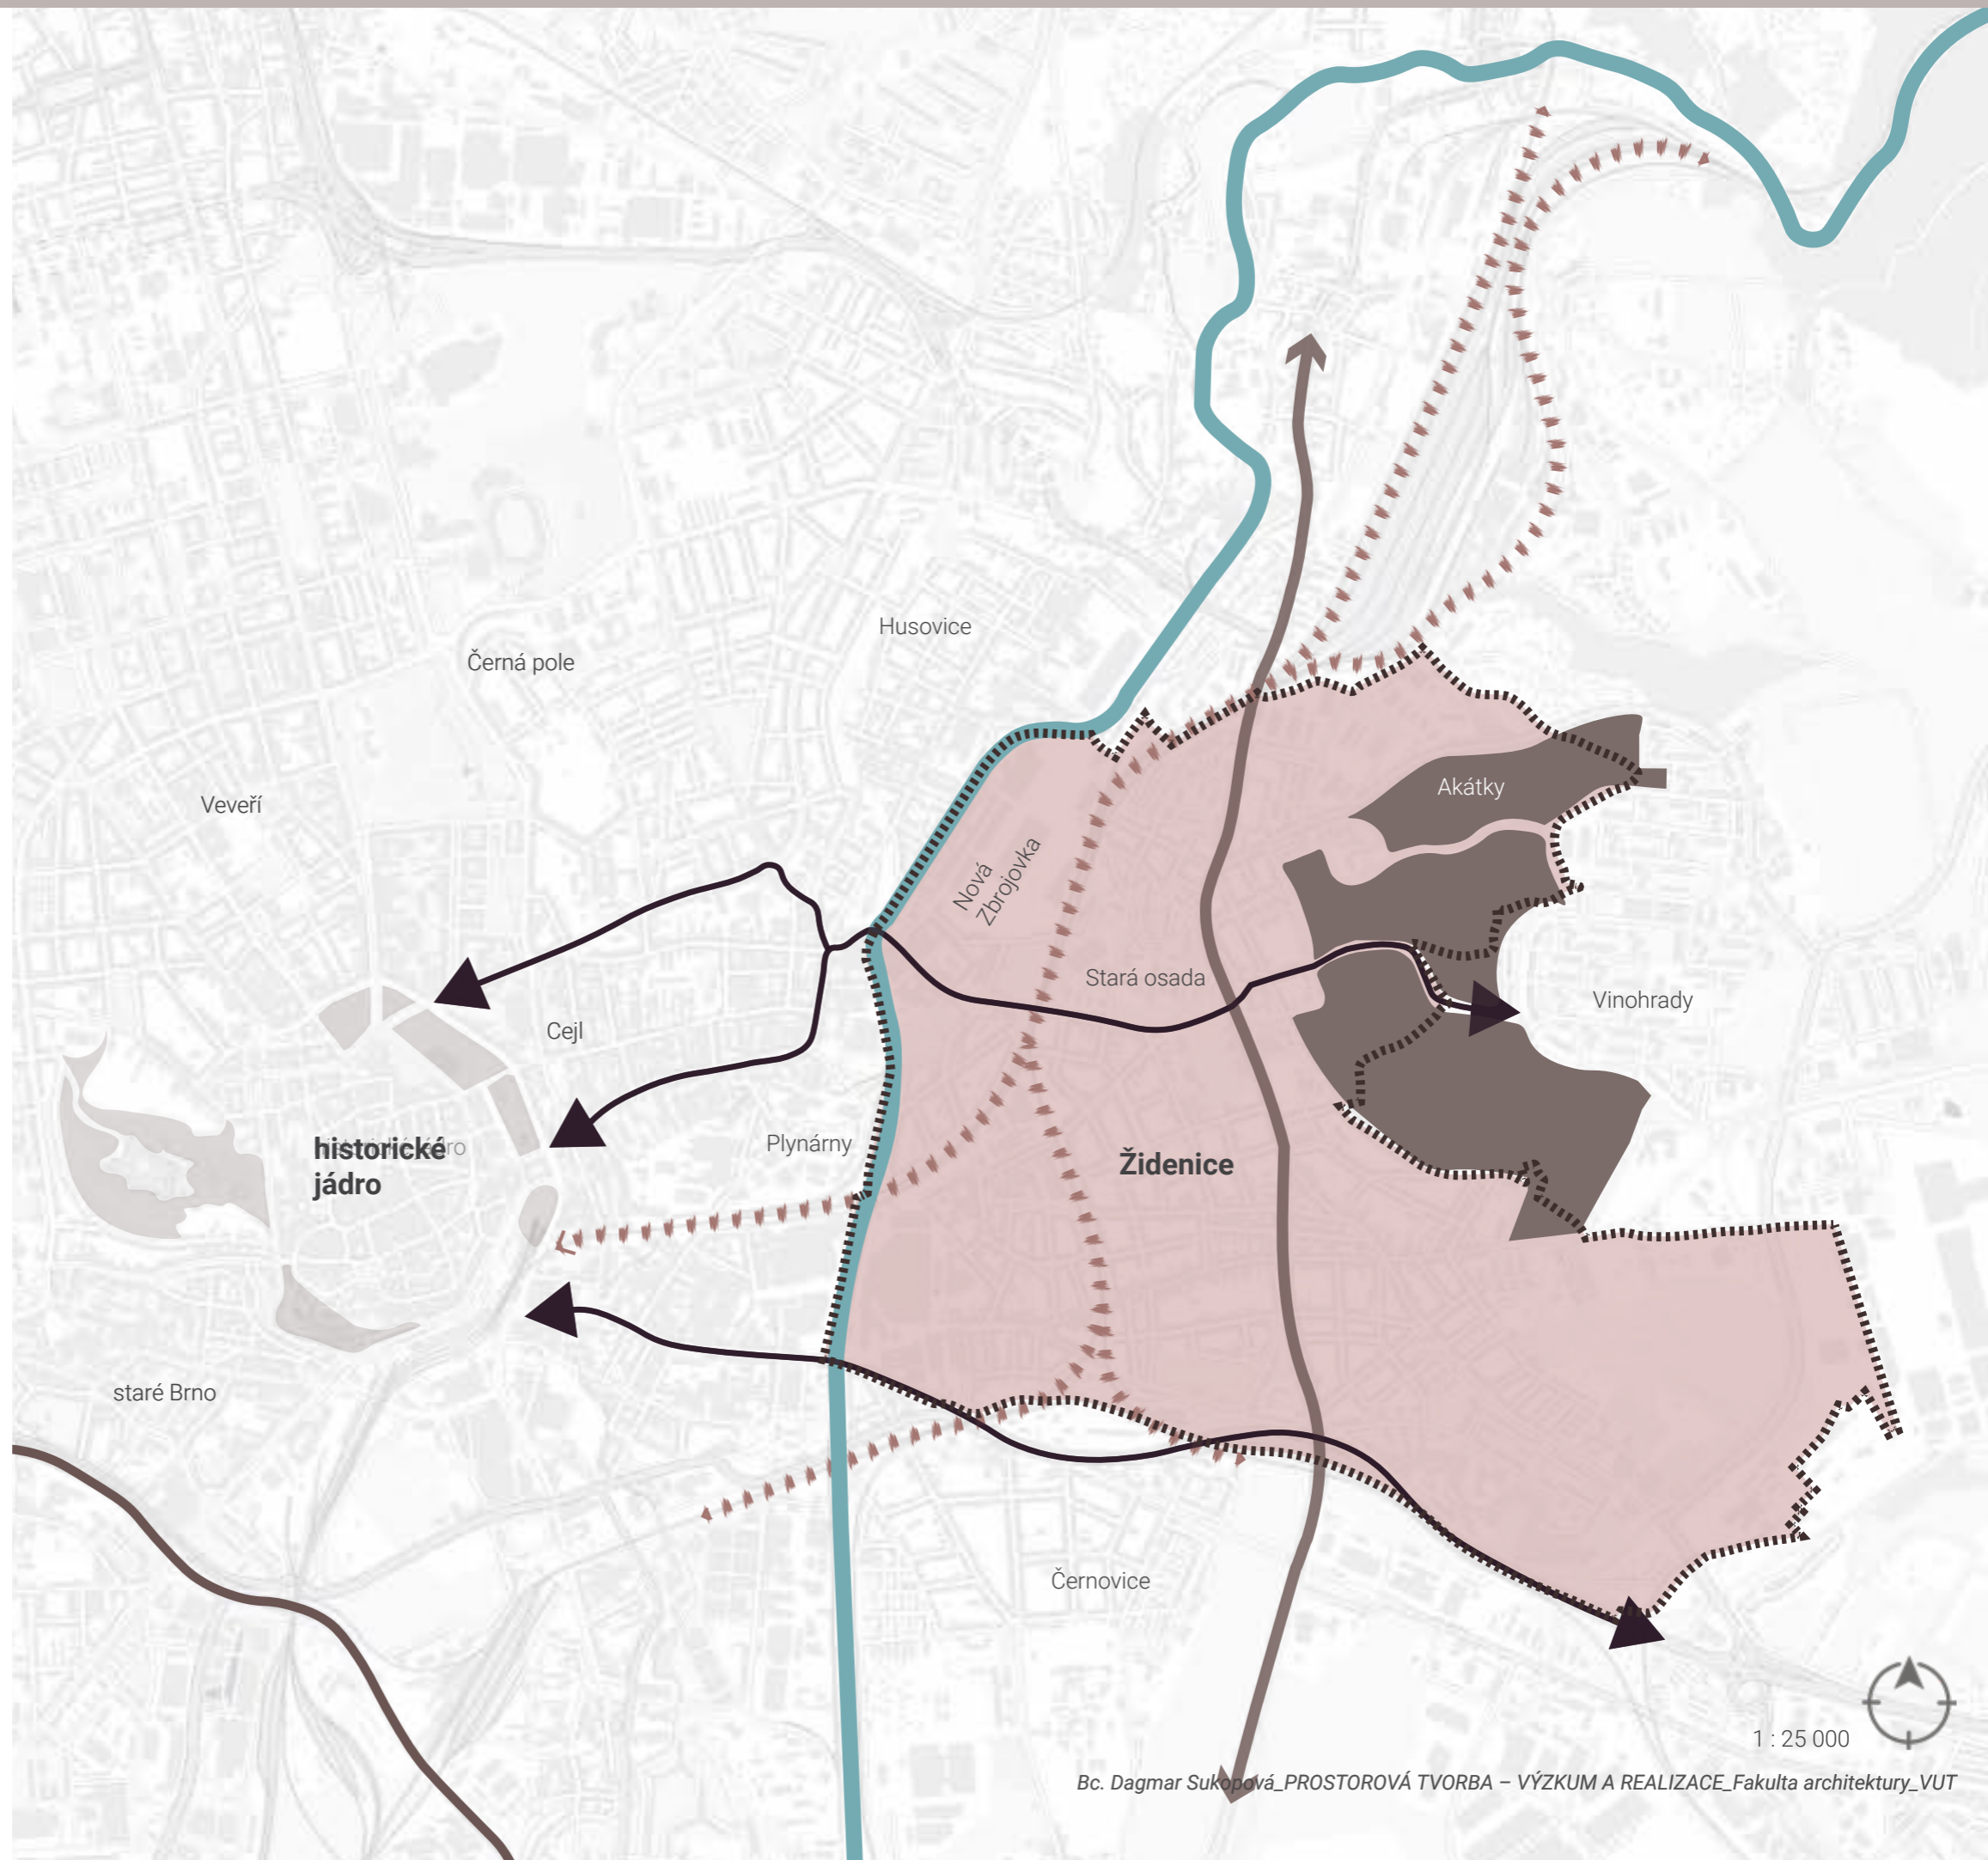 Husovice
Černá pole
Veveří
Akátky
Nová
Zbrojovka
Stará osada
Vinohrady
Cejl
Plynárny
historické
jádro
Židenice
staré Brno
Černovice
1 : 25 000
Bc. Dagmar Sukopová_PROSTOROVÁ TVORBA – VÝZKUM A REALIZACE_Fakulta architektury_VUT